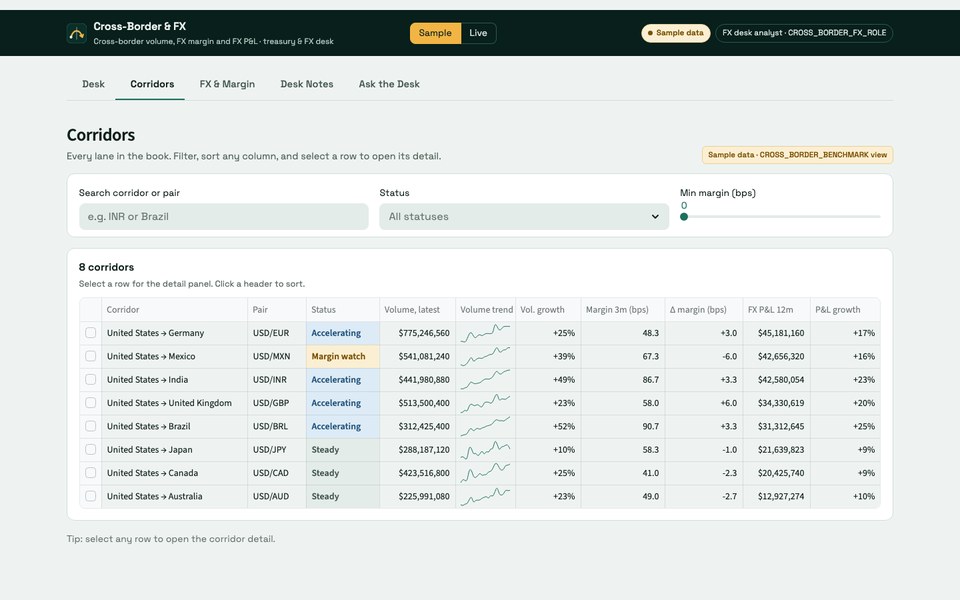 Cross-Border & FX
Cross-border volume, FX margin and FX P&L · treasury & FX desk
Sample Live
Sample data
FX desk analyst · CROSS_BORDER_FX_ROLE
Desk Corridors FX & Margin Desk Notes Ask the Desk
Corridors
Every lane in the book. Filter, sort any column, and select a row to open its detail.
Sample data · CROSS_BORDER_BENCHMARK view
Search corridor or pair Status Min margin (bps)
0
e.g. INR or Brazil All statuses
8 corridors
Select a row for the detail panel. Click a header to sort.
Corridor Pair Status Volume, latest Volume trend Vol. growth Margin 3m (bps) Δ margin (bps) FX P&L 12m P&L growth
United States → Germany USD/EUR Accelerating $775,246,560 +25% 48.3 +3.0 $45,181,160 +17%
United States → Mexico USD/MXN Margin watch $541,081,240 +39% 67.3 -6.0 $42,656,320 +16%
United States → India USD/INR Accelerating $441,980,880 +49% 86.7 +3.3 $42,580,054 +23%
United States → United Kingdom USD/GBP Accelerating $513,500,400 +23% 58.0 +6.0 $34,330,619 +20%
United States → Brazil USD/BRL Accelerating $312,425,400 +52% 90.7 +3.3 $31,312,645 +25%
United States → Japan USD/JPY Steady $288,187,120 +10% 58.3 -1.0 $21,639,823 +9%
United States → Canada USD/CAD Steady $423,516,800 +25% 41.0 -2.3 $20,425,740 +9%
United States → Australia USD/AUD Steady $225,991,080 +23% 49.0 -2.7 $12,927,274 +10%
Tip: select any row to open the corridor detail.